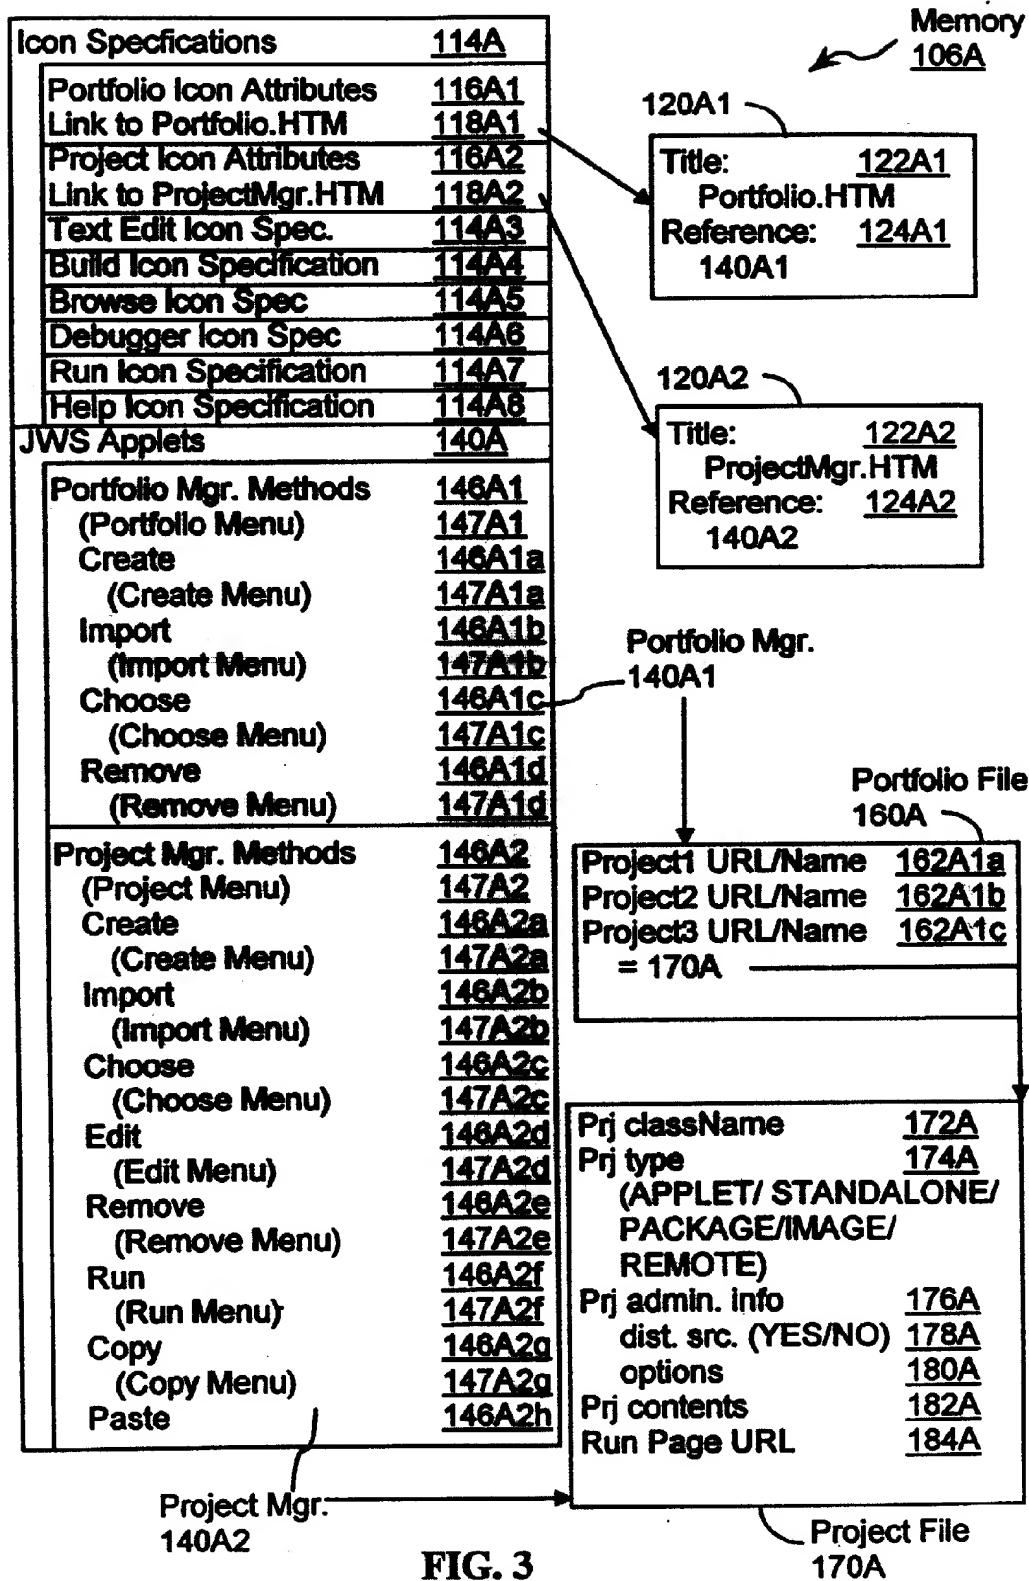 Icon Specfications 114A
Portfolio Icon Attributes 116A1
Link to Portfolio.HTM 118A1
Project Icon Attributes 116A2
Link to ProjectMgr.HTM 118A2
Text Edit Icon Spec. 114A3
Build Icon Specification 114A4
Browse Icon Spec 114A5
Debugger Icon Spec 114A6
Run Icon Specification 114A7
Help Icon Specification 114A8
JWS Applets 140A
Portfolio Mgr. Methods 146A1
(Portfolio Menu) 147A1
Create 146A1a
(Create Menu) 147A1a
Import 146A1b
(Import Menu) 147A1b
Choose 146A1c
(Choose Menu) 147A1c
Remove 146A1d
(Remove Menu) 147A1d
Project Mgr. Methods 146A2
(Project Menu) 147A2
Create 146A2a
(Create Menu) 147A2a
Import 146A2b
(Import Menu) 147A2b
Choose 146A2c
(Choose Menu) 147A2c
Edit 146A2d
(Edit Menu) 147A2d
Remove 146A2e
(Remove Menu) 147A2e
Run 146A2f
(Run Menu) 147A2f
Copy 146A2g
(Copy Menu) 147A2g
Paste 146A2h
Project Mgr.
140A2
Memory
106A
120A1
Title: 122A1
Portfolio.HTM
Reference: 124A1
140A1
120A2
Title: 122A2
ProjectMgr.HTM
Reference: 124A2
140A2
Portfolio Mgr.
140A1
Portfolio File
160A
Project1 URL/Name 162A1a
Project2 URL/Name 162A1b
Project3 URL/Name 162A1c
= 170A
Prj className 172A
Prj type 174A
(APPLET/ STANDALONE/
PACKAGE/IMAGE/
REMOTE)
Prj admin. info 176A
dist. src. (YES/NO) 178A
options 180A
Prj contents 182A
Run Page URL 184A
Project File
170A
FIG. 3